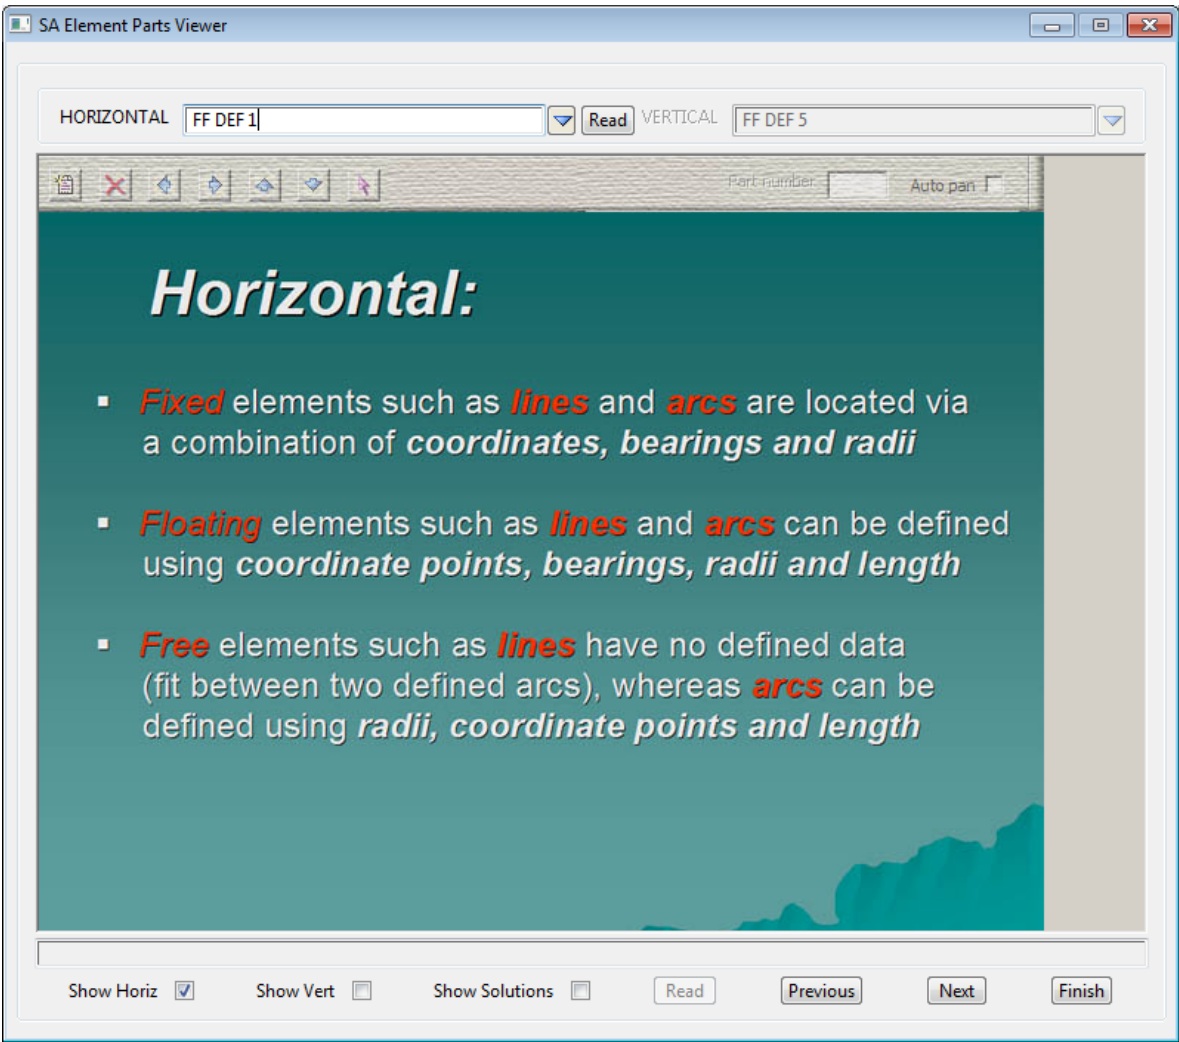 SA Element Parts Viewer
HORIZONTAL FF DEF 1 Read VERTICAL FF DEF 5
Part number Auto pan
Horizontal:
▪ Fixed elements such as lines and arcs are located via
a combination of coordinates, bearings and radii
▪ Floating elements such as lines and arcs can be defined
using coordinate points, bearings, radii and length
▪ Free elements such as lines have no defined data
(fit between two defined arcs), whereas arcs can be
defined using radii, coordinate points and length
Show Horiz Show Vert Show Solutions Read Previous Next Finish